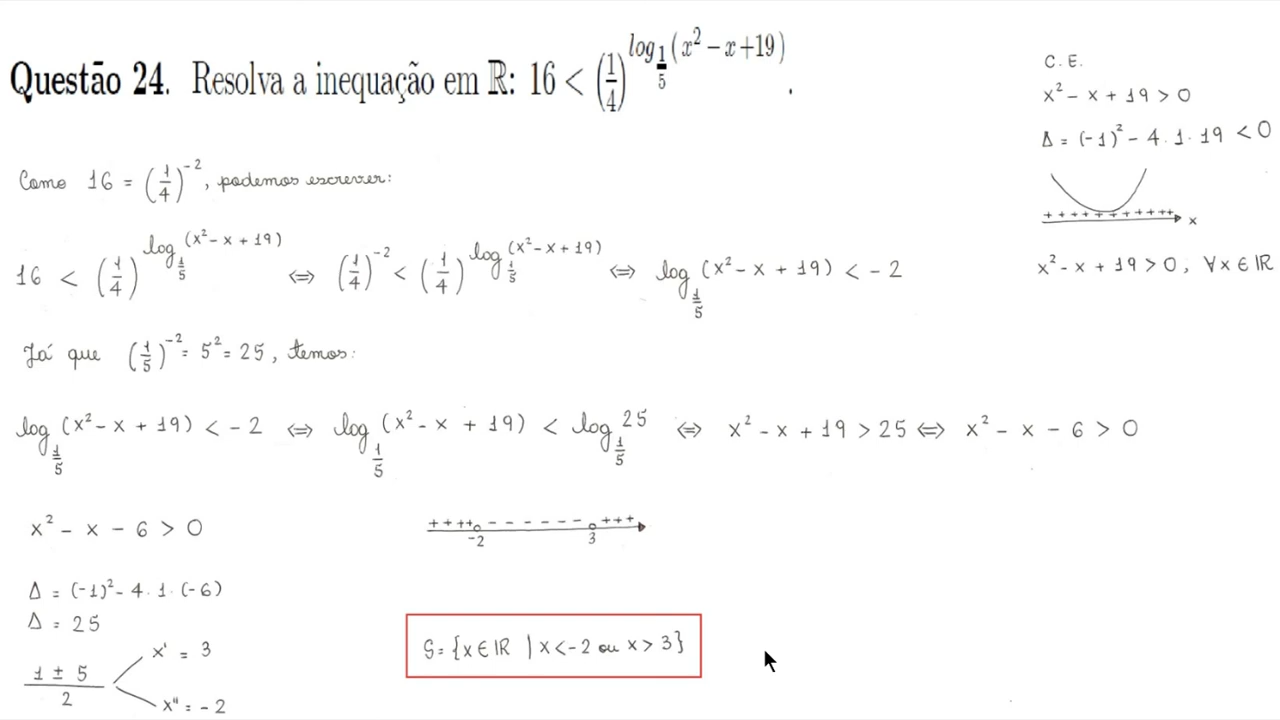 Questão 24. Resolva a inequação em ℝ: 16 < (1/4)^(log_(1/5)(x² − x + 19)) .
C.E.
x² - x + 19 > 0
Δ = (-1)² - 4 . 1 . 19 < 0
+ + + + + + + + + + + + + x
x² - x + 19 > 0 , ∀x ∈ IR
Como 16 = (1/4)^(-2), podemos escrever:
16 < (1/4)^(log_(1/5)(x² - x + 19)) ⇔ (1/4)^(-2) < (1/4)^(log_(1/5)(x² - x + 19)) ⇔ log_(1/5)(x² - x + 19) < -2
Já que (1/5)^(-2) = 5² = 25, temos:
log_(1/5)(x² - x + 19) < -2 ⇔ log_(1/5)(x² - x + 19) < log_(1/5) 25 ⇔ x² - x + 19 > 25 ⇔ x² - x - 6 > 0
x² - x - 6 > 0
+ + + + - - - - - - + + +
-2 3
Δ = (-1)² - 4 . 1 . (-6)
Δ = 25
(1 ± 5)/2
x' = 3
x'' = -2
S = {x ∈ IR | x < -2 ou x > 3}